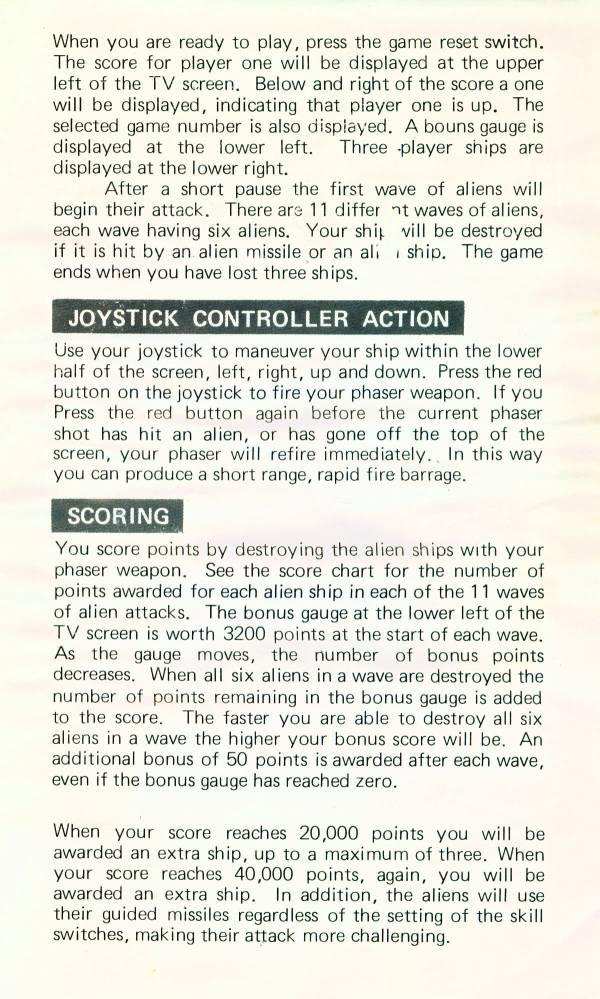 When you are ready to play, press the game reset switch.
The score for player one will be displayed at the upper
left of the TV screen. Below and right of the score a one
will be displayed, indicating that player one is up. The
selected game number is also displayed. A bouns gauge is
displayed at the lower left. Three player ships are
displayed at the lower right.
After a short pause the first wave of aliens will
begin their attack. There are 11 different waves of aliens,
each wave having six aliens. Your ship will be destroyed
if it is hit by an alien missile or an alien ship. The game
ends when you have lost three ships.
JOYSTICK CONTROLLER ACTION
Use your joystick to maneuver your ship within the lower
half of the screen, left, right, up and down. Press the red
button on the joystick to fire your phaser weapon. If you
Press the red button again before the current phaser
shot has hit an alien, or has gone off the top of the
screen, your phaser will refire immediately. In this way
you can produce a short range, rapid fire barrage.
SCORING
You score points by destroying the alien ships with your
phaser weapon. See the score chart for the number of
points awarded for each alien ship in each of the 11 waves
of alien attacks. The bonus gauge at the lower left of the
TV screen is worth 3200 points at the start of each wave.
As the gauge moves, the number of bonus points
decreases. When all six aliens in a wave are destroyed the
number of points remaining in the bonus gauge is added
to the score. The faster you are able to destroy all six
aliens in a wave the higher your bonus score will be. An
additional bonus of 50 points is awarded after each wave,
even if the bonus gauge has reached zero.
When your score reaches 20,000 points you will be
awarded an extra ship, up to a maximum of three. When
your score reaches 40,000 points, again, you will be
awarded an extra ship. In addition, the aliens will use
their guided missiles regardless of the setting of the skill
switches, making their attack more challenging.